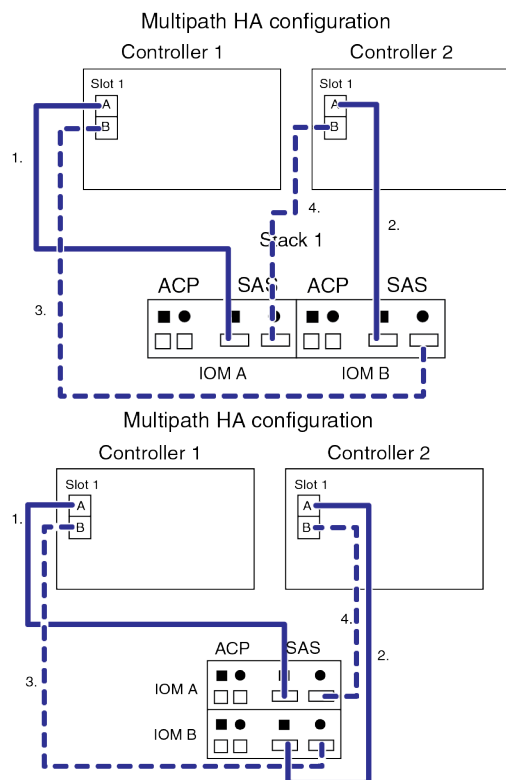 Multipath HA configuration
Controller 1
Controller 2
Slot 1
Slot 1
A
A
B
B
1.
4.
2.
Stack 1
3.
ACP
SAS
ACP
SAS
IOM A
IOM B
Multipath HA configuration
Controller 1
Controller 2
Slot 1
Slot 1
A
A
B
B
1.
4.
2.
3.
ACP
SAS
IOM A
IOM B